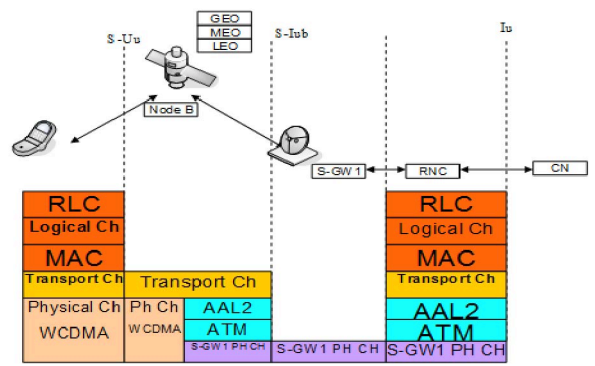 GEO
S-Uu
S-Iub
Iu
MEO
LEO
Node B
S-GW1
RNC
CN
RLC
RLC
Logical Ch
Logical Ch
MAC
MAC
Transport Ch
Transport Ch
Transport Ch
Physical Ch
Ph Ch
AAL2
AAL2
WCDMA
WCDMA
ATM
ATM
S-GW1 PH CH
S-GW1 PH CH
S-GW1 PH CH